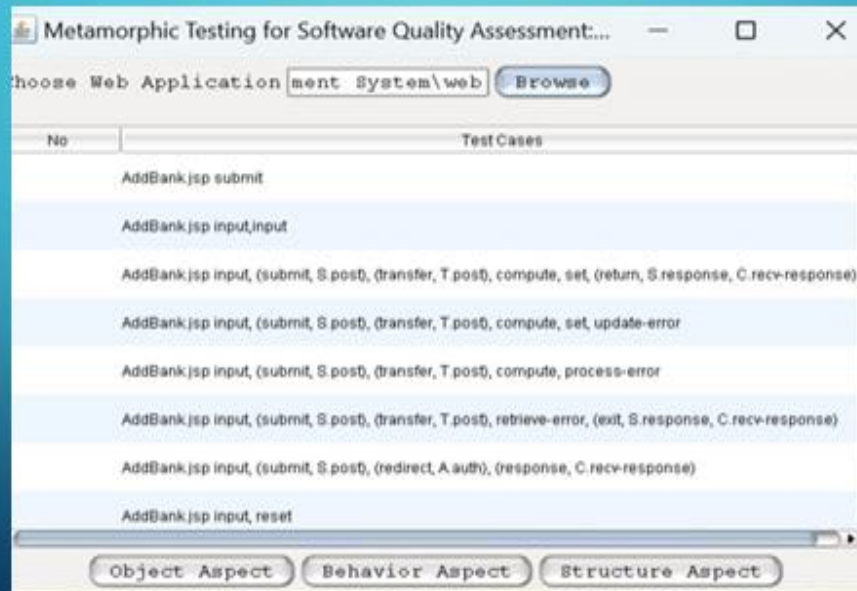 Metamorphic Testing for Software Quality Assessment:...
hoose Web Application ment System\web Browse
No Test Cases
AddBank.jsp submit
AddBank.jsp input,input
AddBank.jsp input, (submit, S.post), (transfer, T.post), compute, set, (return, S.response, C.recv-response)
AddBank.jsp input, (submit, S.post), (transfer, T.post), compute, set, update-error
AddBank.jsp input, (submit, S.post), (transfer, T.post), compute, process-error
AddBank.jsp input, (submit, S.post), (transfer, T.post), retrieve-error, (exit, S.response, C.recv-response)
AddBank.jsp input, (submit, S.post), (redirect, A.auth), (response, C.recv-response)
AddBank.jsp input, reset
Object Aspect Behavior Aspect Structure Aspect